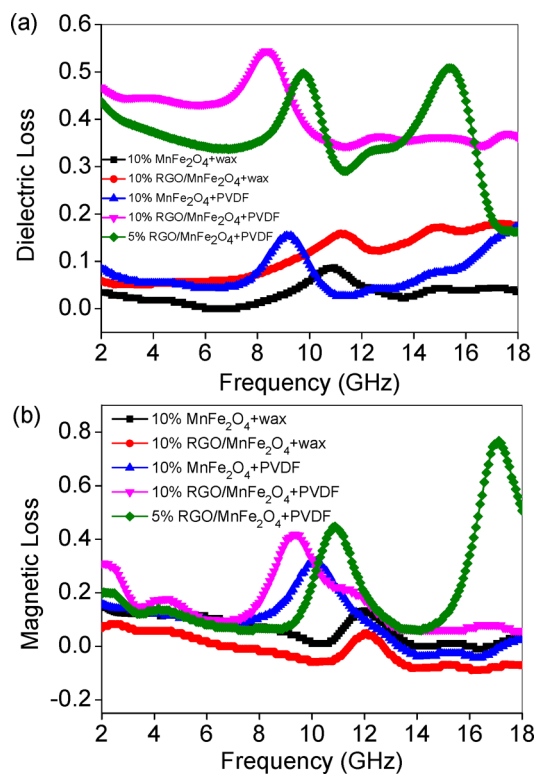 (a)
0.6
0.5
0.4
0.3
0.2
0.1
0.0
Dielectric Loss
10% MnFe₂O₄+wax
10% RGO/MnFe₂O₄+wax
10% MnFe₂O₄+PVDF
10% RGO/MnFe₂O₄+PVDF
5% RGO/MnFe₂O₄+PVDF
2 4 6 8 10 12 14 16 18
Frequency (GHz)
(b)
0.8
0.6
0.4
0.2
0.0
-0.2
Magnetic Loss
10% MnFe₂O₄+wax
10% RGO/MnFe₂O₄+wax
10% MnFe₂O₄+PVDF
10% RGO/MnFe₂O₄+PVDF
5% RGO/MnFe₂O₄+PVDF
2 4 6 8 10 12 14 16 18
Frequency (GHz)